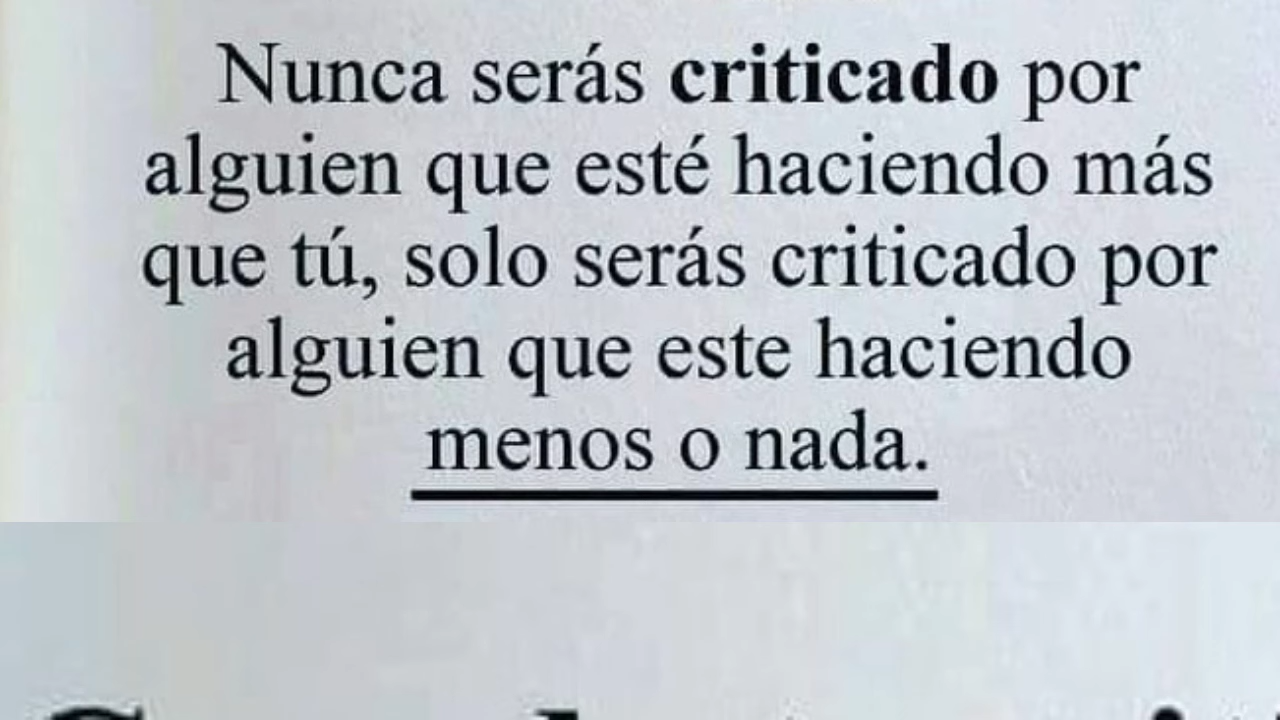 Nunca serás criticado por
alguien que esté haciendo más
que tú, solo serás criticado por
alguien que este haciendo
menos o nada.